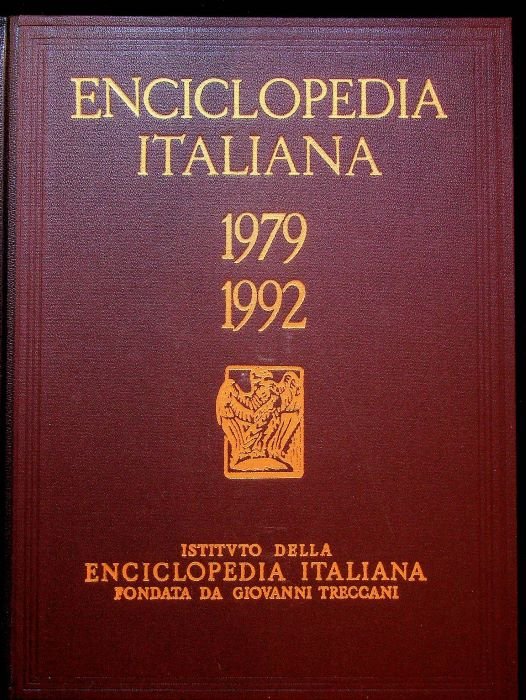 ENCICLOPEDIA
ITALIANA
1979
1992
ISTITVTO DELLA
ENCICLOPEDIA ITALIANA
FONDATA DA GIOVANNI TRECCANI